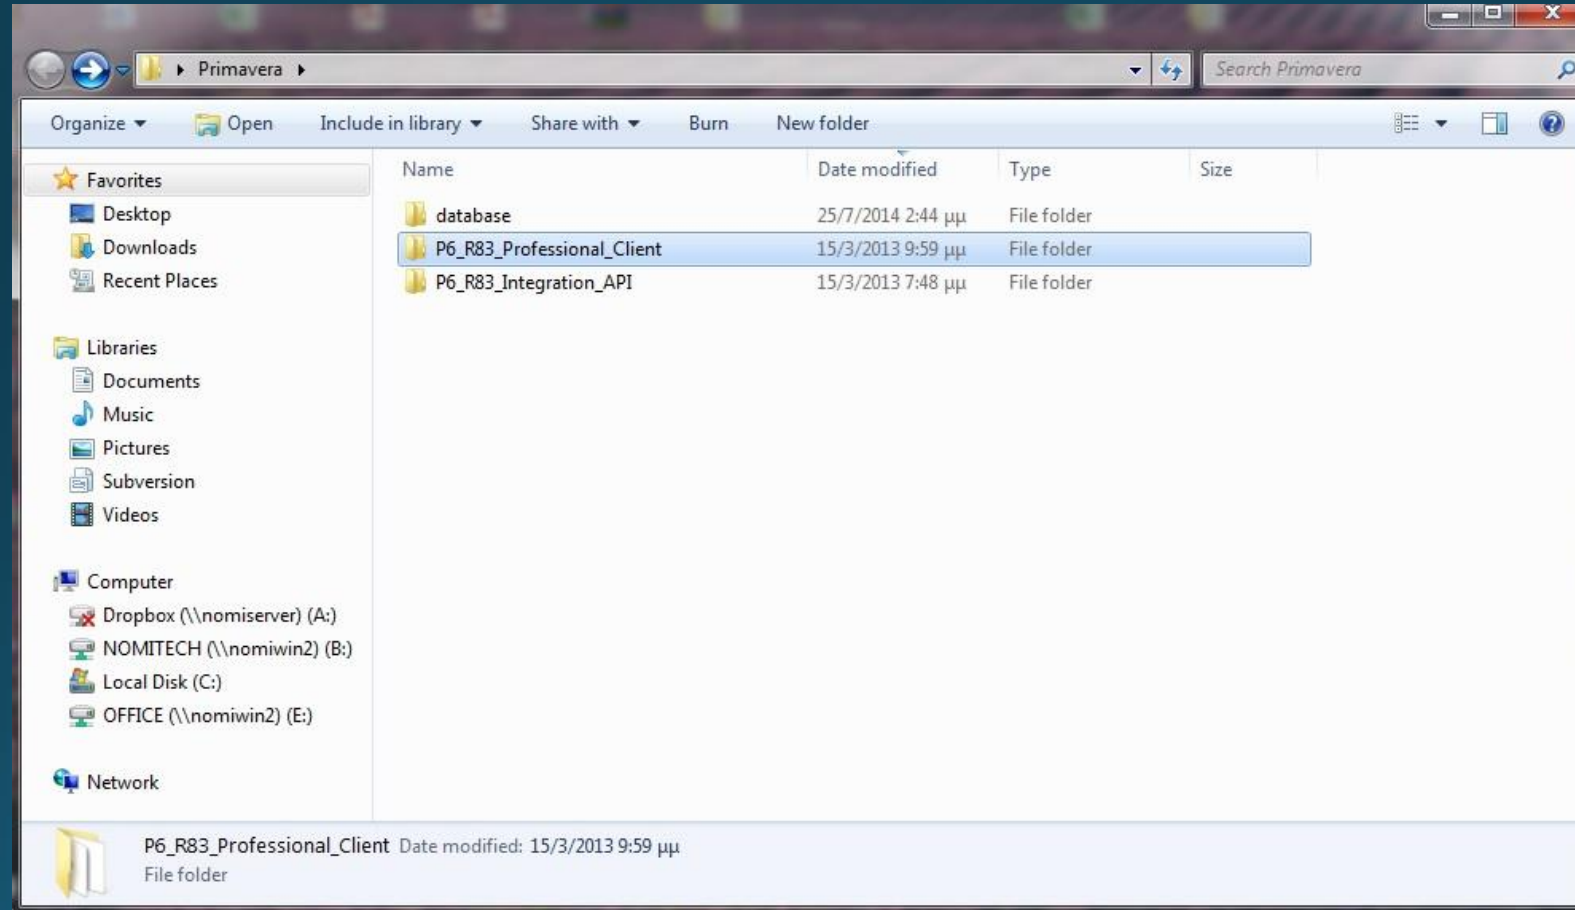 Primavera
Search Primavera
Organize Open Include in library Share with Burn New folder
Name Date modified Type Size
Favorites
Desktop
Downloads
Recent Places
database 25/7/2014 2:44 μμ File folder
P6_R83_Professional_Client 15/3/2013 9:59 μμ File folder
P6_R83_Integration_API 15/3/2013 7:48 μμ File folder
Libraries
Documents
Music
Pictures
Subversion
Videos
Computer
Dropbox (\\nomiserver) (A:)
NOMITECH (\\nomiwin2) (B:)
Local Disk (C:)
OFFICE (\\nomiwin2) (E:)
Network
P6_R83_Professional_Client Date modified: 15/3/2013 9:59 μμ
File folder